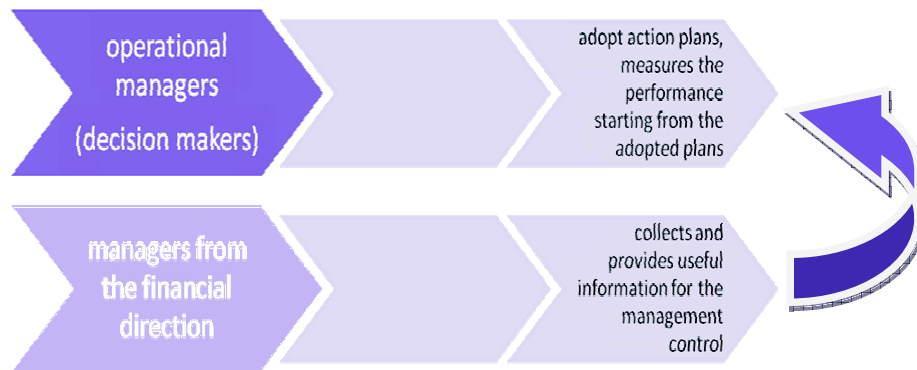 operational
managers
(decision makers)
adopt action plans,
measures the
performance
starting from the
adopted plans
managers from
the financial
direction
collects and
provides useful
information for the
management
control